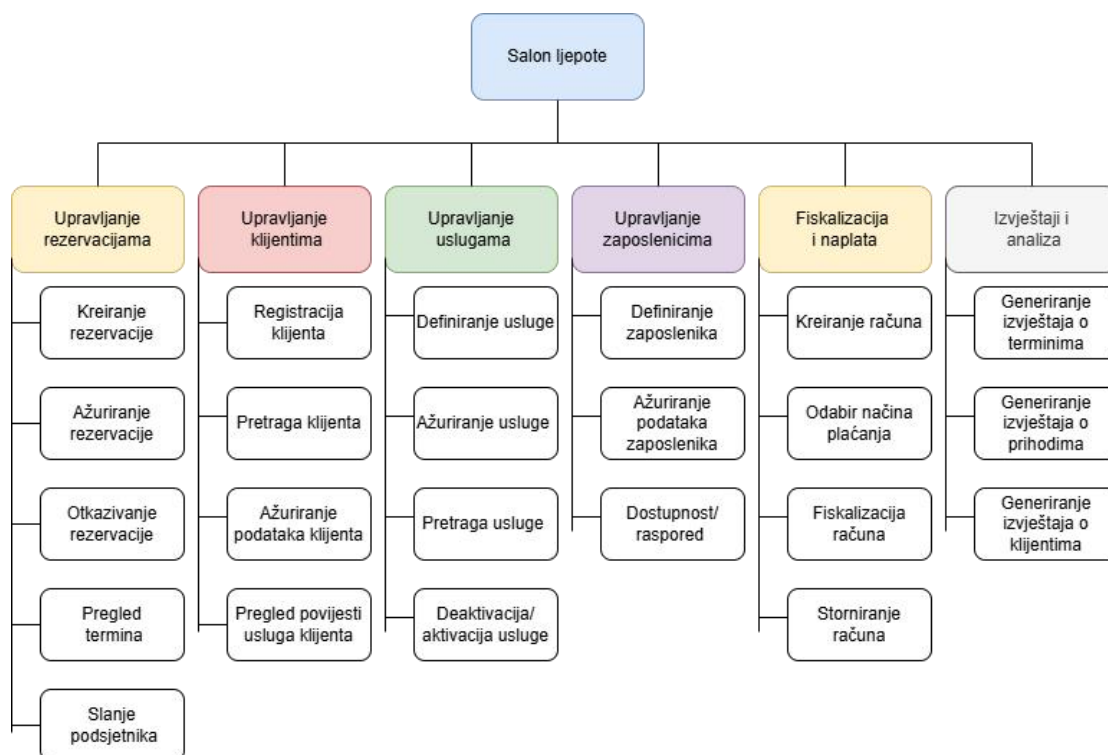 Salon ljepote
Upravljanje
rezervacijama
Kreiranje
rezervacije
Ažuriranje
rezervacije
Otkazivanje
rezervacije
Pregled
termina
Slanje
podsjetnika
Upravljanje
klijentima
Registracija
klijenta
Pretraga klijenta
Ažuriranje
podataka klijenta
Pregled povijesti
usluga klijenta
Upravljanje
uslugama
Definiranje usluge
Ažuriranje usluge
Pretraga usluge
Deaktivacija/
aktivacija usluge
Upravljanje
zaposlenicima
Definiranje
zaposlenika
Ažuriranje
podataka
zaposlenika
Dostupnost/
raspored
Fiskalizacija
i naplata
Kreiranje računa
Odabir načina
plaćanja
Fiskalizacija
računa
Storniranje
računa
Izvještaji i
analiza
Generiranje
izvještaja o
terminima
Generiranje
izvještaja o
prihodima
Generiranje
izvještaja o
klijentima